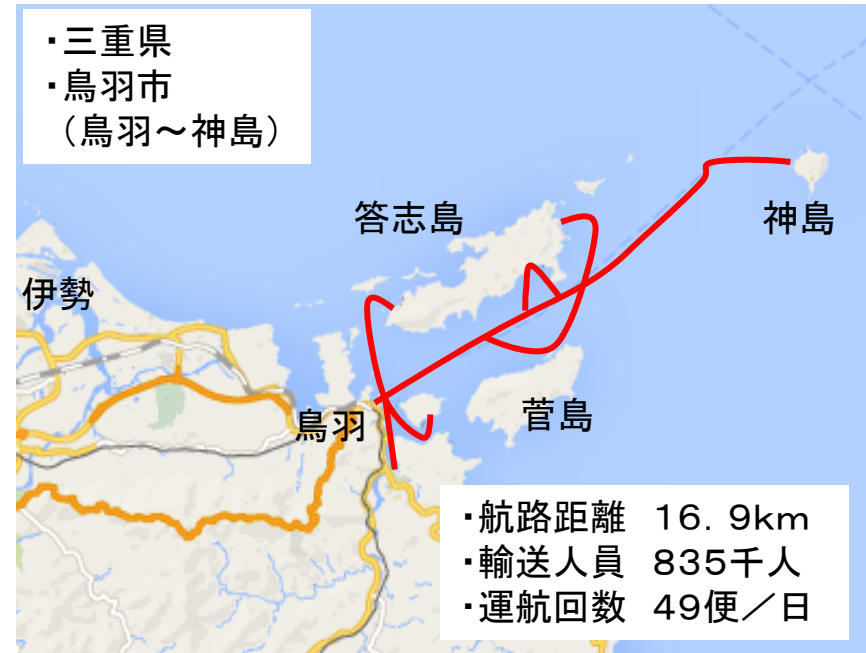 ・三重県
・鳥羽市
（鳥羽～神島）
答志島
神島
伊勢
鳥羽
菅島
・航路距離　１６．９ｋｍ
・輸送人員　８３５千人
・運航回数　４９便／日